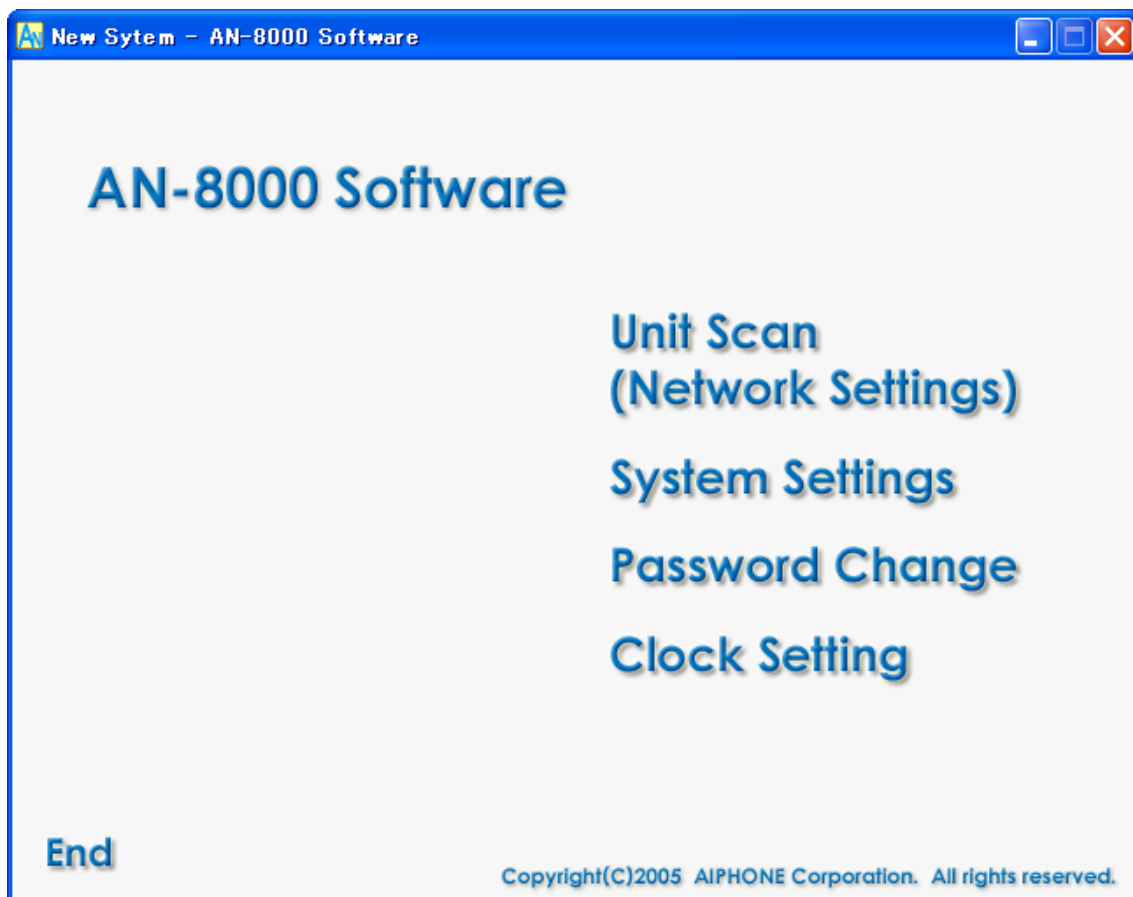 AN New Sytem - AN-8000 Software
AN-8000 Software
Unit Scan
(Network Settings)
System Settings
Password Change
Clock Setting
End
Copyright(C)2005 AIPHONE Corporation. All rights reserved.